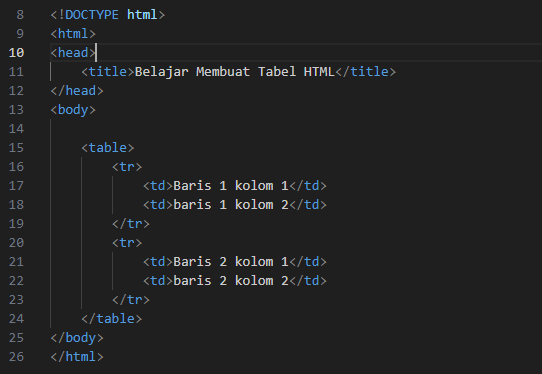 8 <!DOCTYPE html>
9 <html>
10 <head>
11 <title>Belajar Membuat Tabel HTML</title>
12 </head>
13 <body>
14
15 <table>
16 <tr>
17 <td>Baris 1 kolom 1</td>
18 <td>baris 1 kolom 2</td>
19 </tr>
20 <tr>
21 <td>Baris 2 kolom 1</td>
22 <td>baris 2 kolom 2</td>
23 </tr>
24 </table>
25 </body>
26 </html>